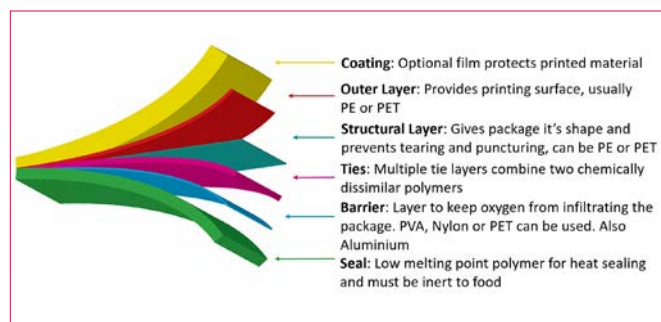 Coating: Optional film protects printed material
Outer Layer: Provides printing surface, usually
PE or PET
Structural Layer: Gives package it's shape and
prevents tearing and puncturing, can be PE or PET
Ties: Multiple tie layers combine two chemically
dissimilar polymers
Barrier: Layer to keep oxygen from infiltrating the
package. PVA, Nylon or PET can be used. Also
Aluminium
Seal: Low melting point polymer for heat sealing
and must be inert to food